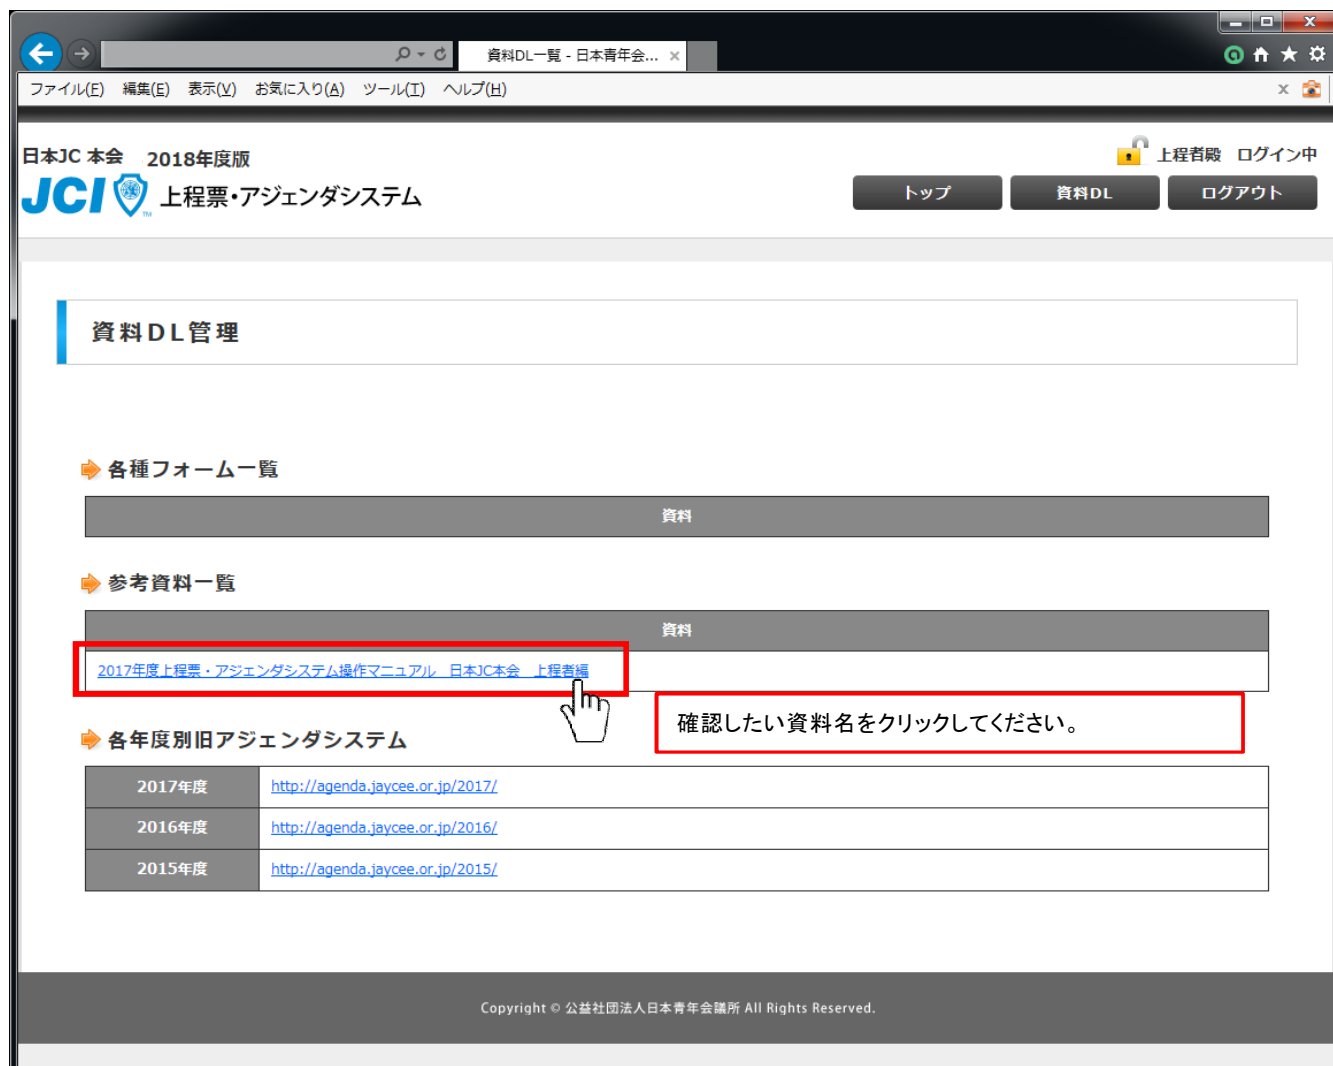 資料DL一覧 - 日本青年会...
ファイル(F) 編集(E) 表示(V) お気に入り(A) ツール(T) ヘルプ(H)
日本JC 本会 2018年度版
上程者殿 ログイン中
JCI 上程票・アジェンダシステム
TM
トップ 資料DL ログアウト
資料DL管理
各種フォーム一覧
資料
参考資料一覧
資料
2017年度上程票・アジェンダシステム操作マニュアル 日本JC本会 上程者編
確認したい資料名をクリックしてください。
各年度別旧アジェンダシステム
2017年度 http://agenda.jaycee.or.jp/2017/
2016年度 http://agenda.jaycee.or.jp/2016/
2015年度 http://agenda.jaycee.or.jp/2015/
Copyright © 公益社団法人日本青年会議所 All Rights Reserved.